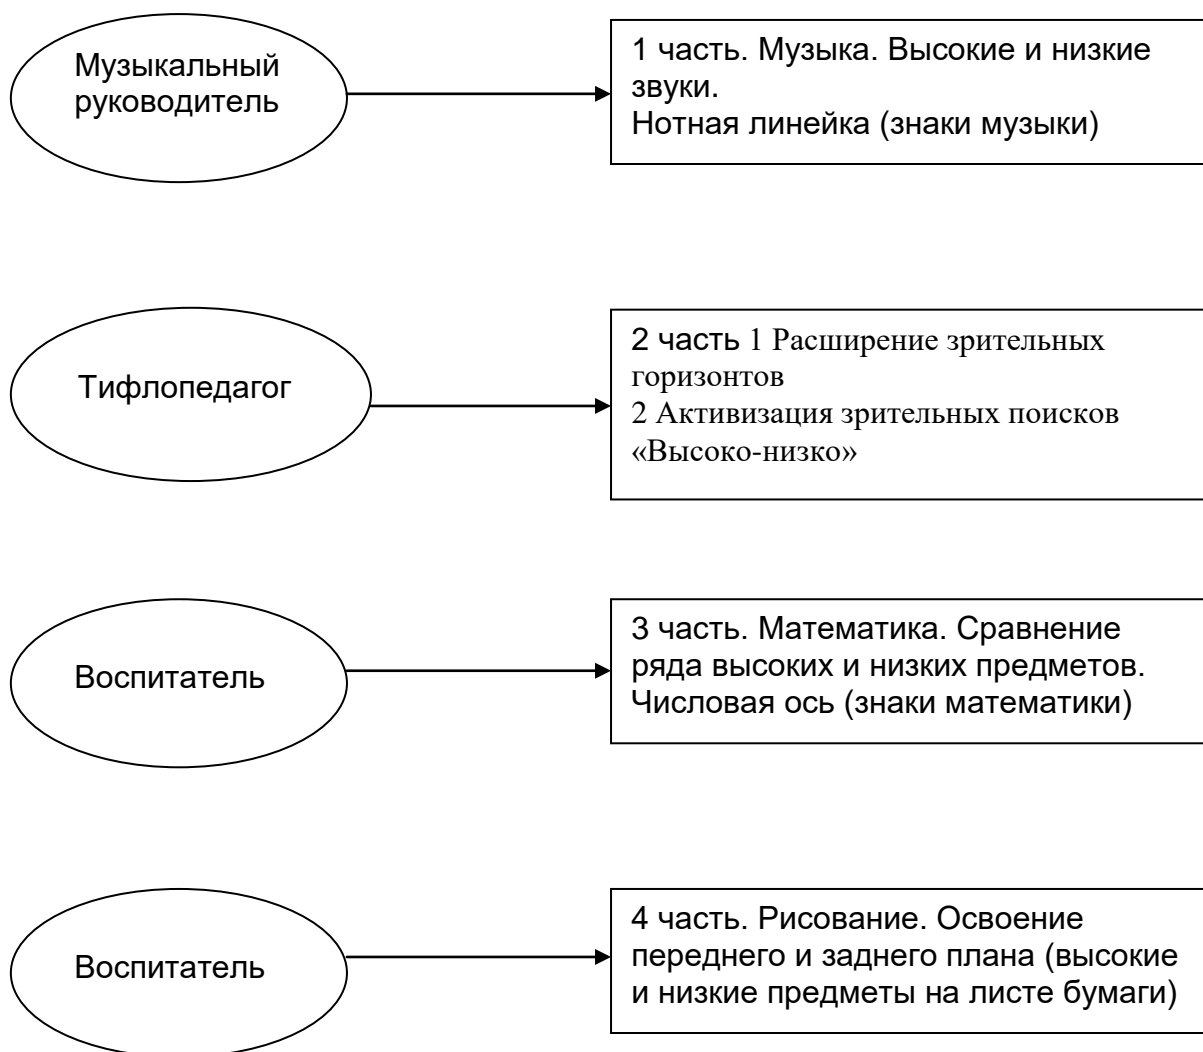 Музыкальный
руководитель
1 часть. Музыка. Высокие и низкие
звуки.
Нотная линейка (знаки музыки)
Тифлопедагог
2 часть 1 Расширение зрительных
горизонтов
2 Активизация зрительных поисков
«Высоко-низко»
Воспитатель
3 часть. Математика. Сравнение
ряда высоких и низких предметов.
Числовая ось (знаки математики)
Воспитатель
4 часть. Рисование. Освоение
переднего и заднего плана (высокие
и низкие предметы на листе бумаги)